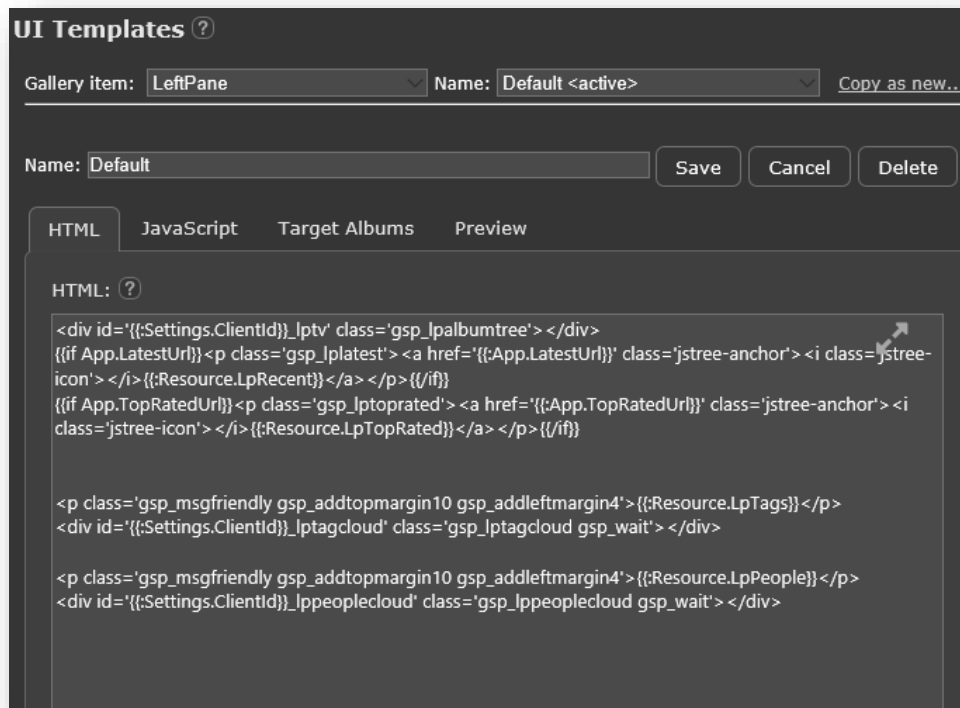 UI Templates ?
Gallery item: LeftPane Name: Default <active> Copy as new...
Name: Default Save Cancel Delete
HTML JavaScript Target Albums Preview
HTML: ?
<div id='{{:Settings.ClientId}}_lptv' class='gsp_lpalbumtree'></div>
{{if App.LatestUrl}}<p class='gsp_lplatest'><a href='{{:App.LatestUrl}}' class='jstree-anchor'><i class='jstree-
icon'></i>{{:Resource.LpRecent}}</a></p>{{/if}}
{{if App.TopRatedUrl}}<p class='gsp_lptoprated'><a href='{{:App.TopRatedUrl}}' class='jstree-anchor'><i
class='jstree-icon'></i>{{:Resource.LpTopRated}}</a></p>{{/if}}
<p class='gsp_msgfriendly gsp_addtopmargin10 gsp_addleftmargin4'>{{:Resource.LpTags}}</p>
<div id='{{:Settings.ClientId}}_lptagcloud' class='gsp_lptagcloud gsp_wait'></div>
<p class='gsp_msgfriendly gsp_addtopmargin10 gsp_addleftmargin4'>{{:Resource.LpPeople}}</p>
<div id='{{:Settings.ClientId}}_lppeoplecloud' class='gsp_lppeoplecloud gsp_wait'></div>